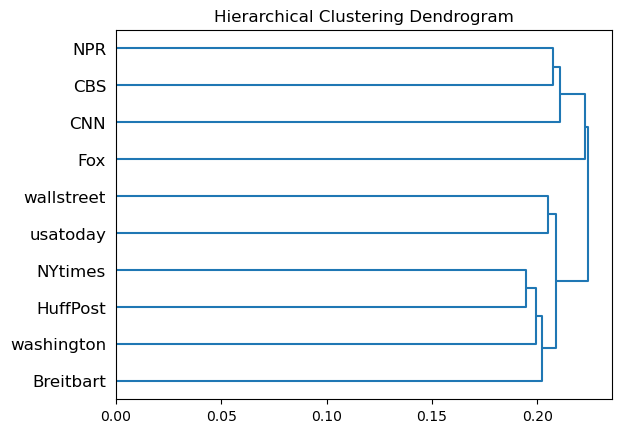 Hierarchical Clustering Dendrogram
NPR
CBS
CNN
Fox
wallstreet
usatoday
NYtimes
HuffPost
washington
Breitbart
0.00 0.05 0.10 0.15 0.20